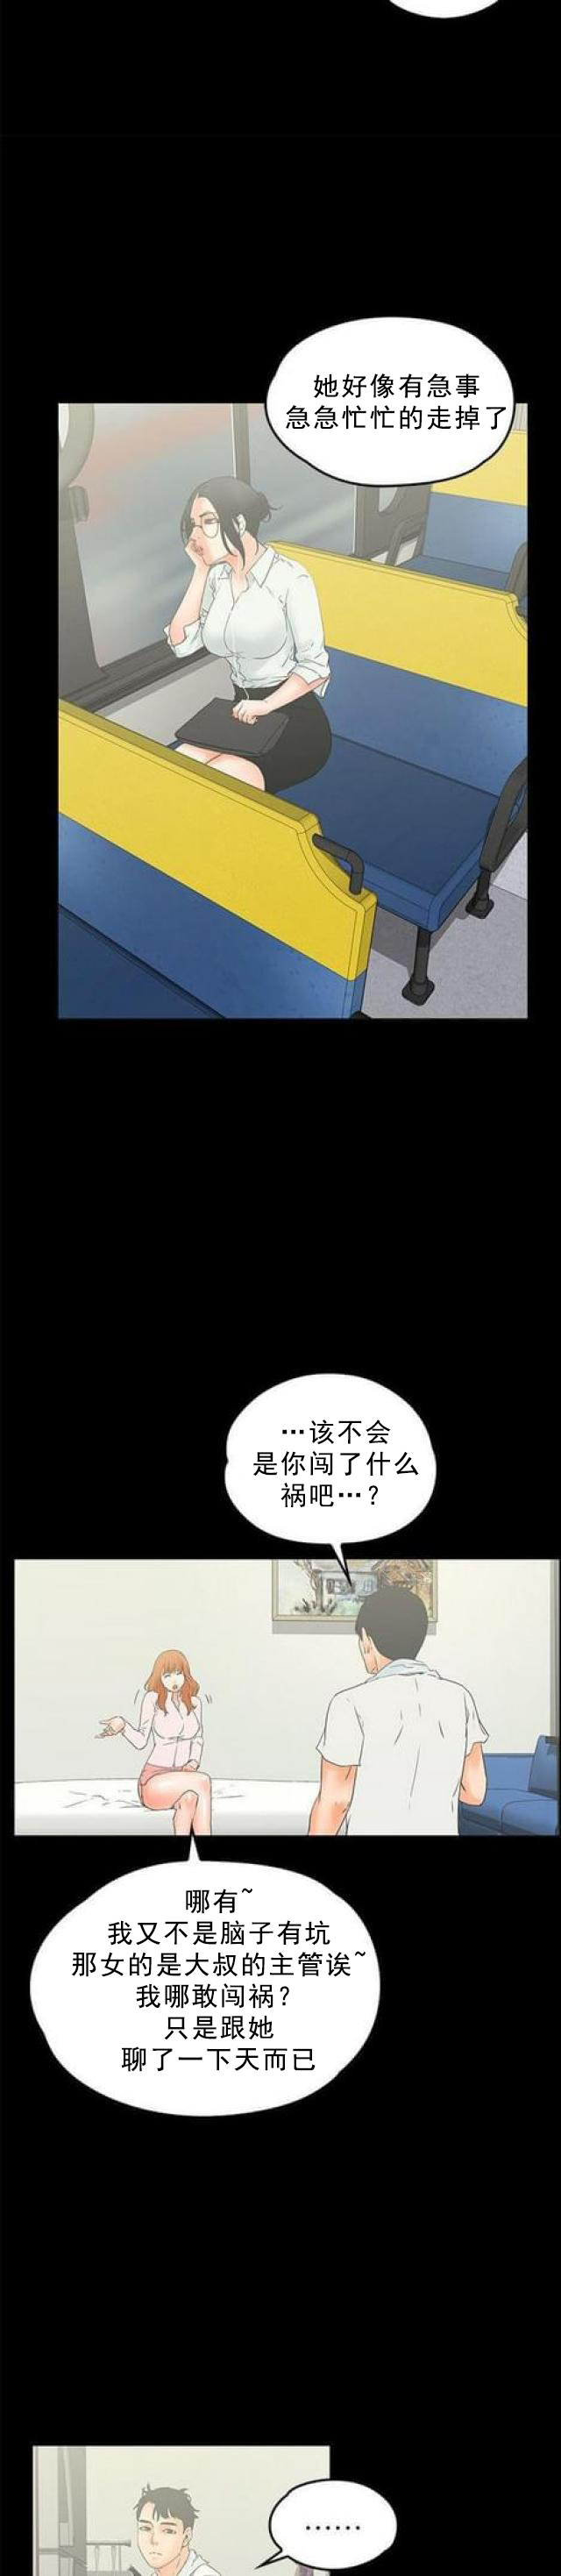 她好像有急事
急急忙忙的走掉了
…该不会
是你闯了什么
祸吧…？
哪有~
我又不是脑子有坑
那女的是大叔的主管诶~
我哪敢闯祸？
只是跟她
聊了一下天而已
……